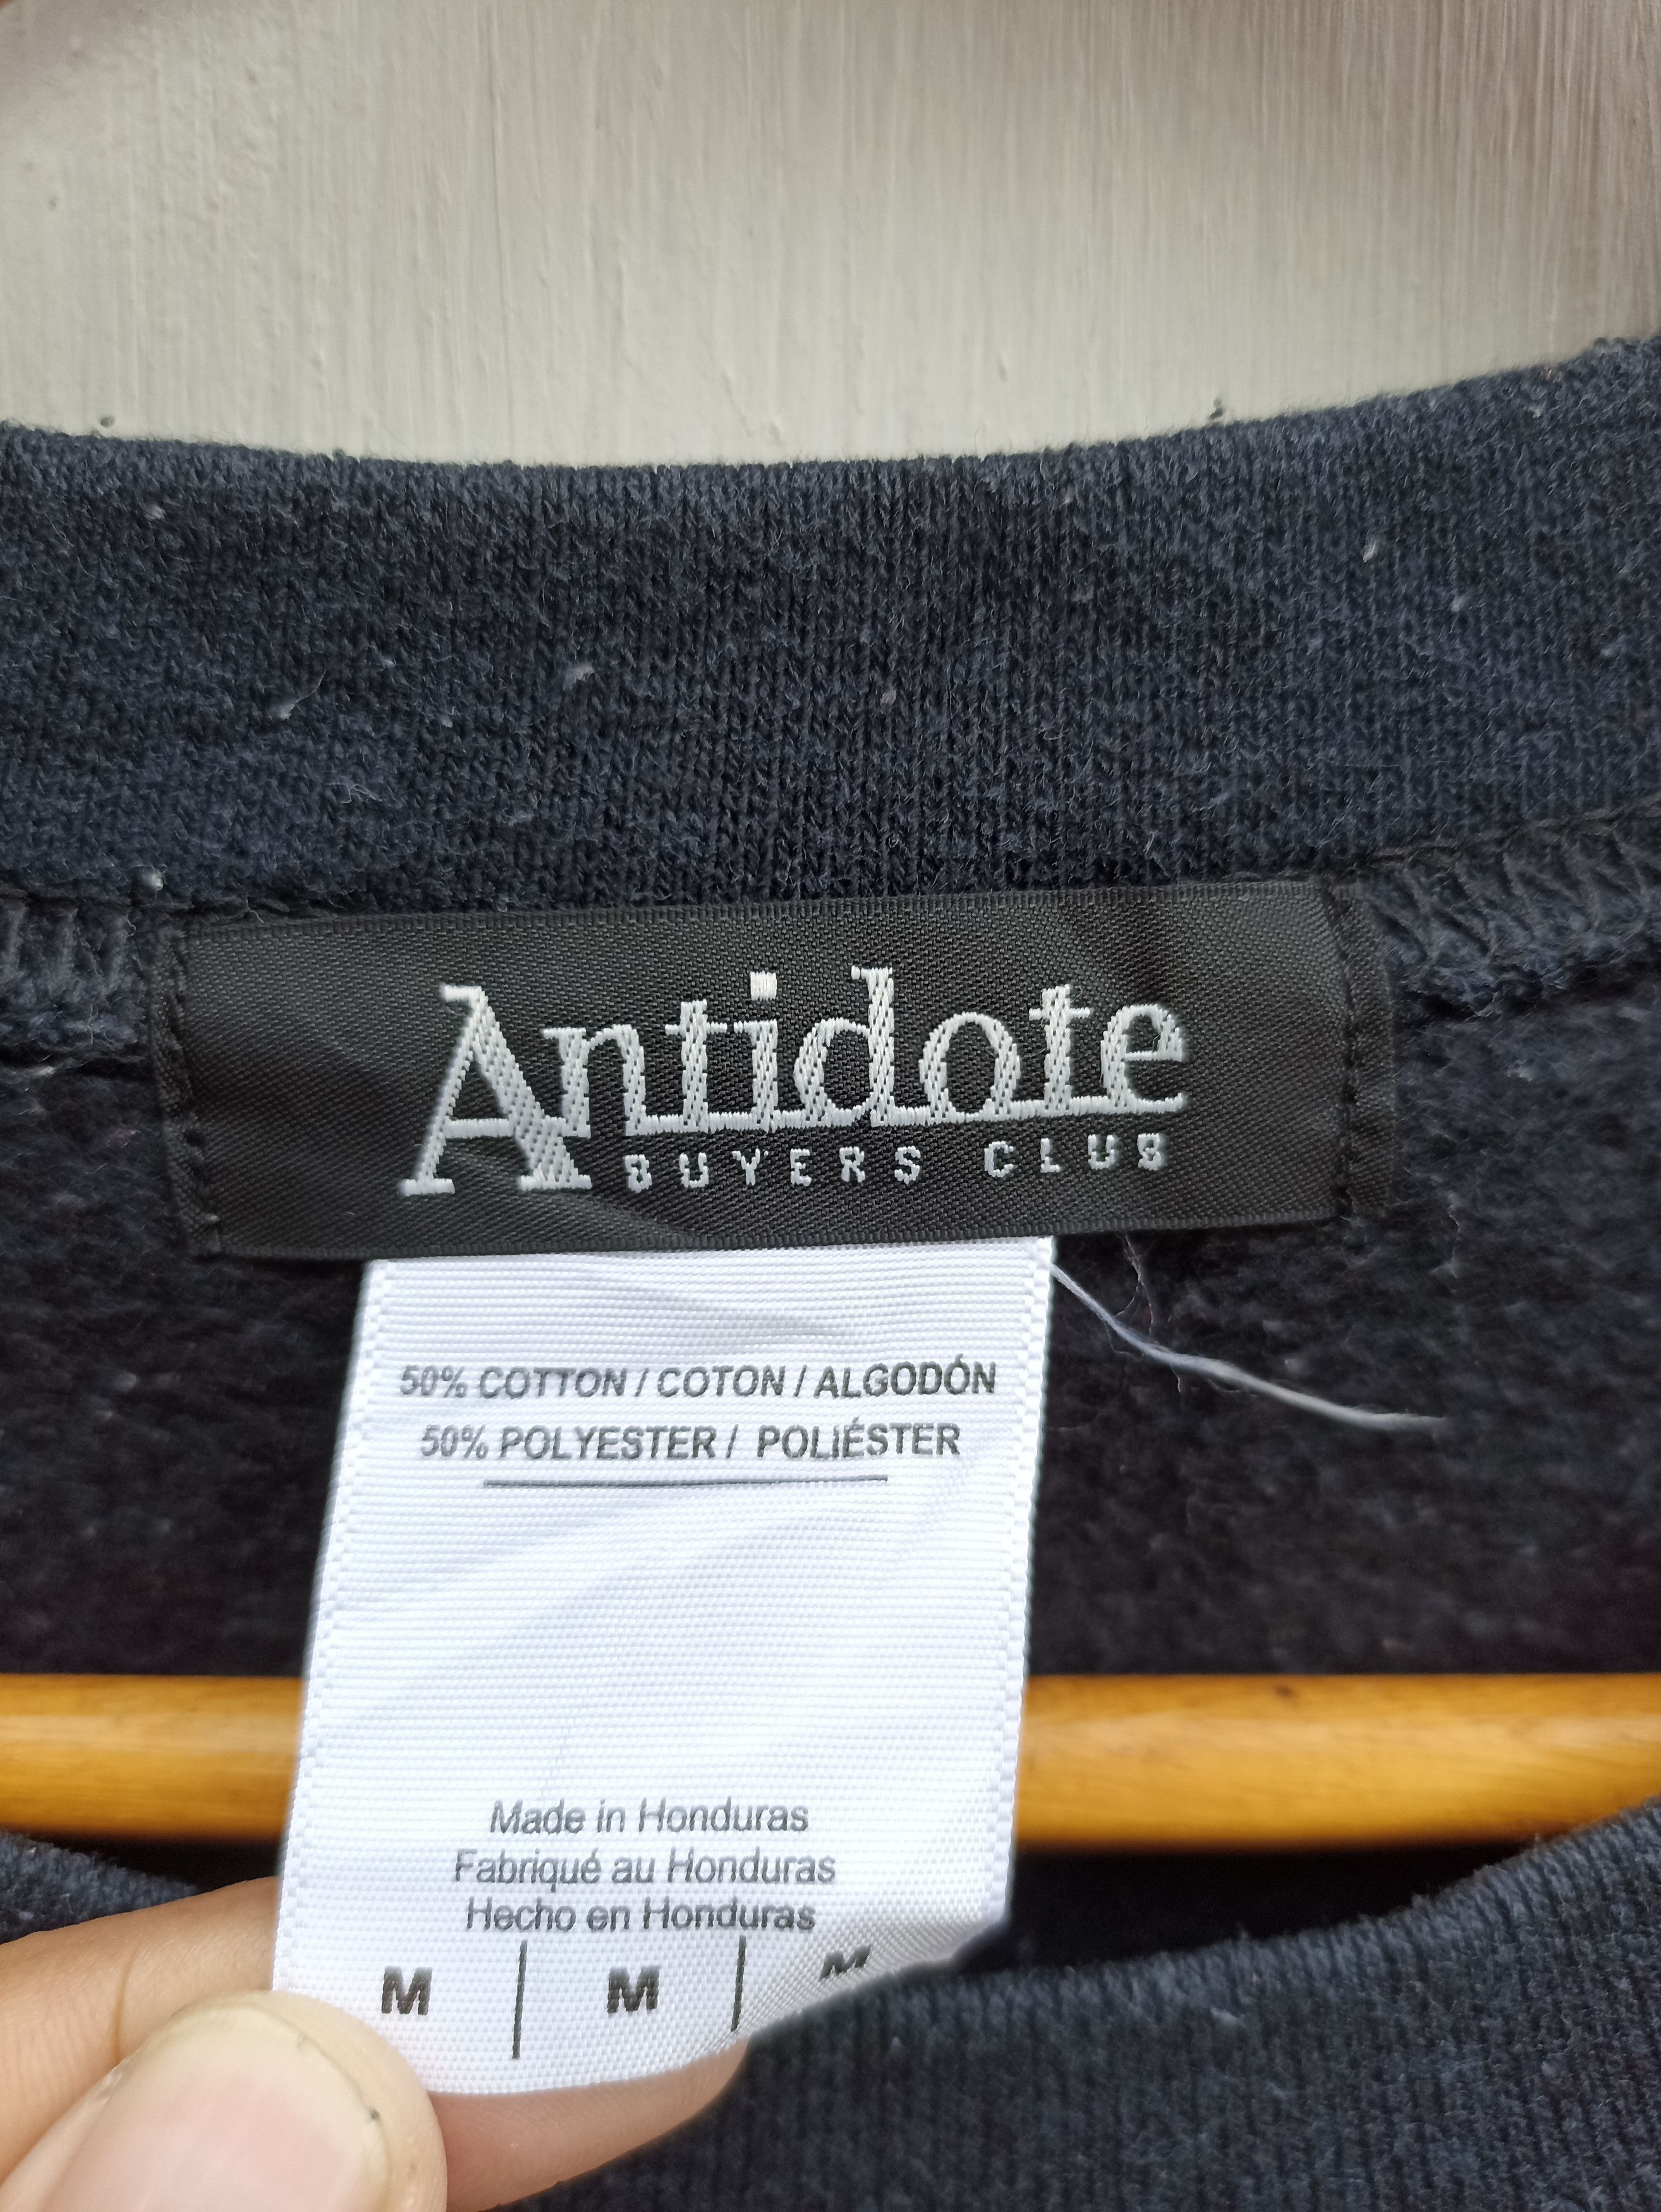 Antidote
BUYERS CLUB
50% COTTON / COTON / ALGODÓN
50% POLYESTER / POLIÉSTER
Made in Honduras
Fabriqué au Honduras
Hecho en Honduras
M | M | M